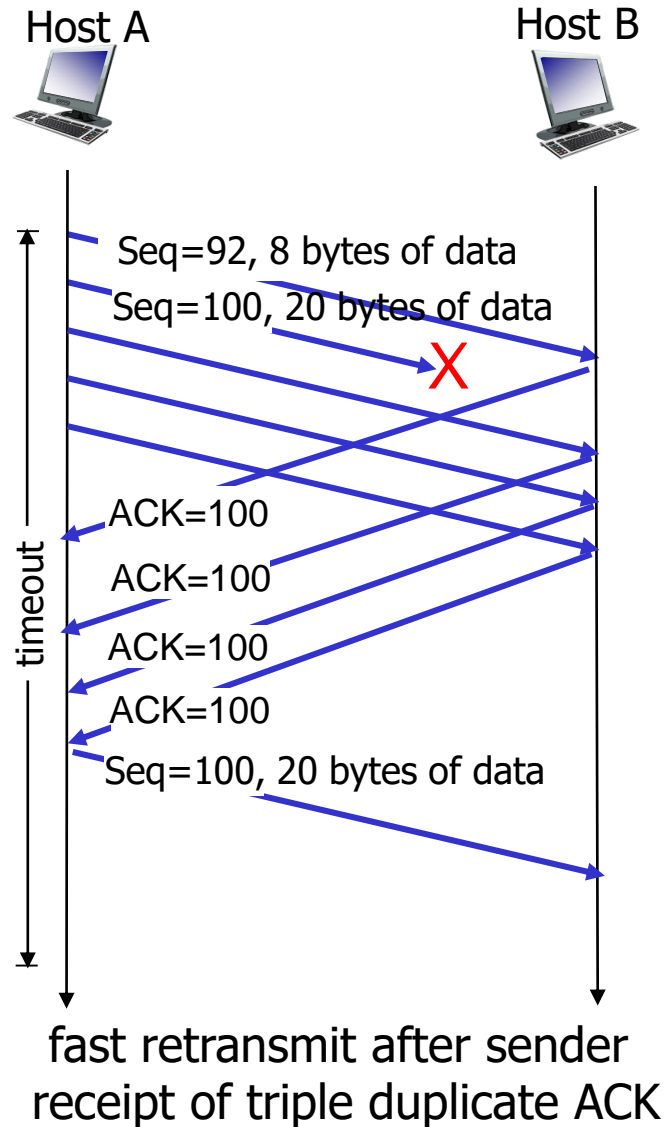 Host A
Host B
Seq=92, 8 bytes of data
Seq=100, 20 bytes of data
X
ACK=100
timeout
ACK=100
ACK=100
ACK=100
Seq=100, 20 bytes of data
fast retransmit after sender
receipt of triple duplicate ACK